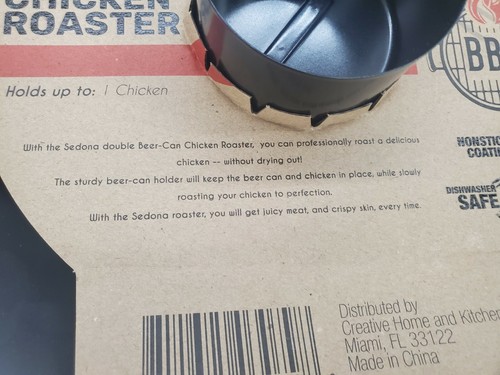 CHICKEN
ROASTER
BB
Holds up to: 1 Chicken
With the Sedona double Beer-Can Chicken Roaster, you can professionally roast a delicious
chicken -- without drying out!
The sturdy beer-can holder will keep the beer can and chicken in place, while slowly
roasting your chicken to perfection.
With the Sedona roaster, you will get juicy meat, and crispy skin, every time.
NONSTIC
COATIN
DISHWASHER
SAFE
Distributed by
Creative Home and Kitchen
Miami, FL 33122
Made in China